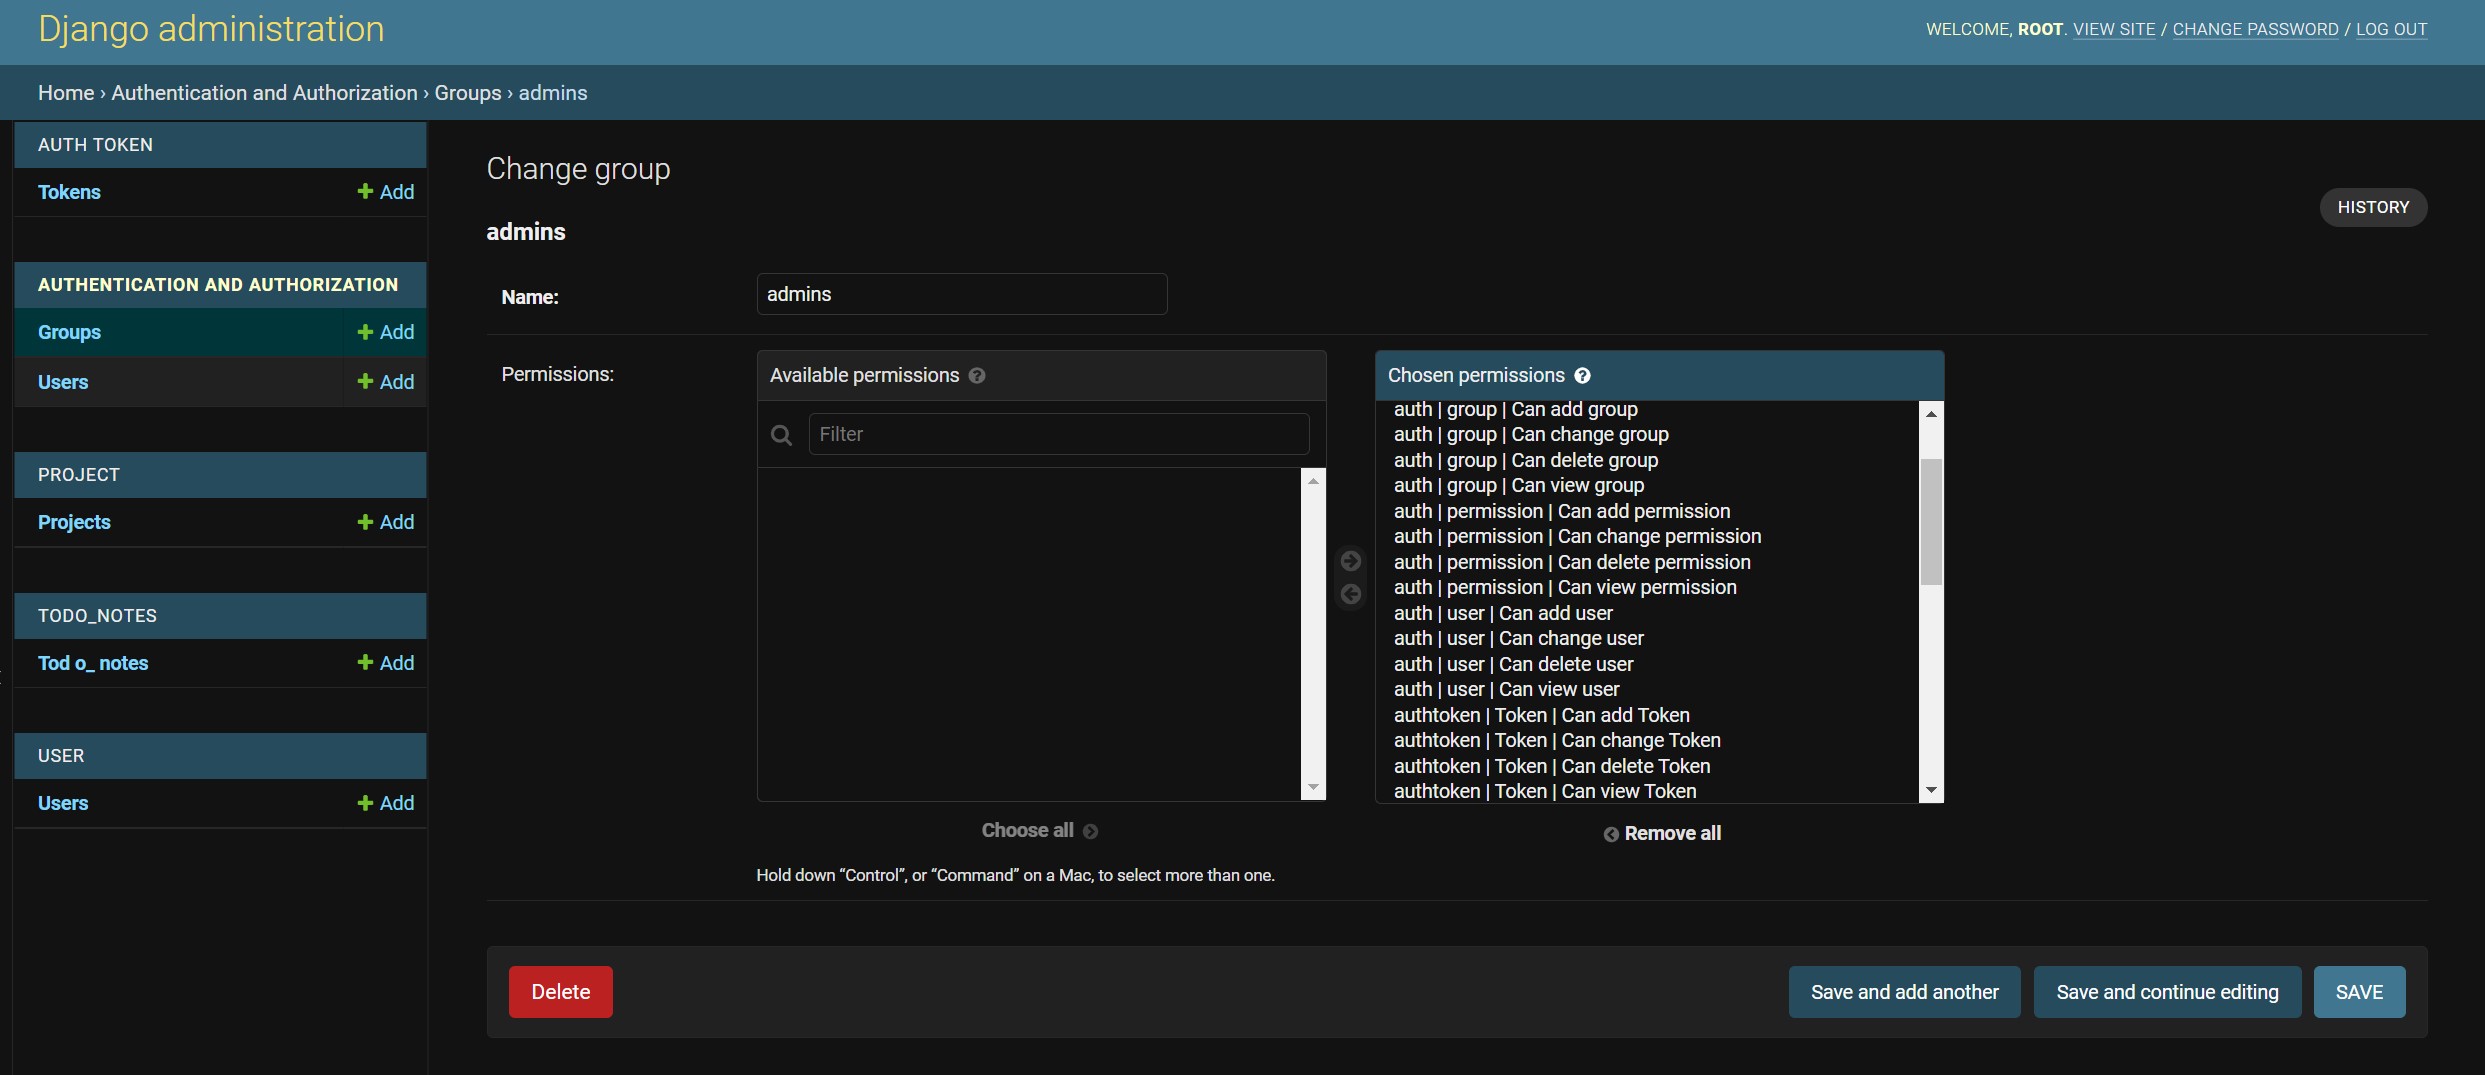 Django administration
WELCOME, ROOT. VIEW SITE / CHANGE PASSWORD / LOG OUT
Home › Authentication and Authorization › Groups › admins
AUTH TOKEN
Tokens
Add
AUTHENTICATION AND AUTHORIZATION
Groups
Add
Users
Add
PROJECT
Projects
Add
TODO_NOTES
Tod o_ notes
Add
USER
Users
Add
Change group
HISTORY
admins
Name:
admins
Permissions:
Available permissions ?
Filter
Choose all
Hold down “Control”, or “Command” on a Mac, to select more than one.
Chosen permissions ?
auth | group | Can add group
auth | group | Can change group
auth | group | Can delete group
auth | group | Can view group
auth | permission | Can add permission
auth | permission | Can change permission
auth | permission | Can delete permission
auth | permission | Can view permission
auth | user | Can add user
auth | user | Can change user
auth | user | Can delete user
auth | user | Can view user
authtoken | Token | Can add Token
authtoken | Token | Can change Token
authtoken | Token | Can delete Token
authtoken | Token | Can view Token
Remove all
Delete
Save and add another
Save and continue editing
SAVE